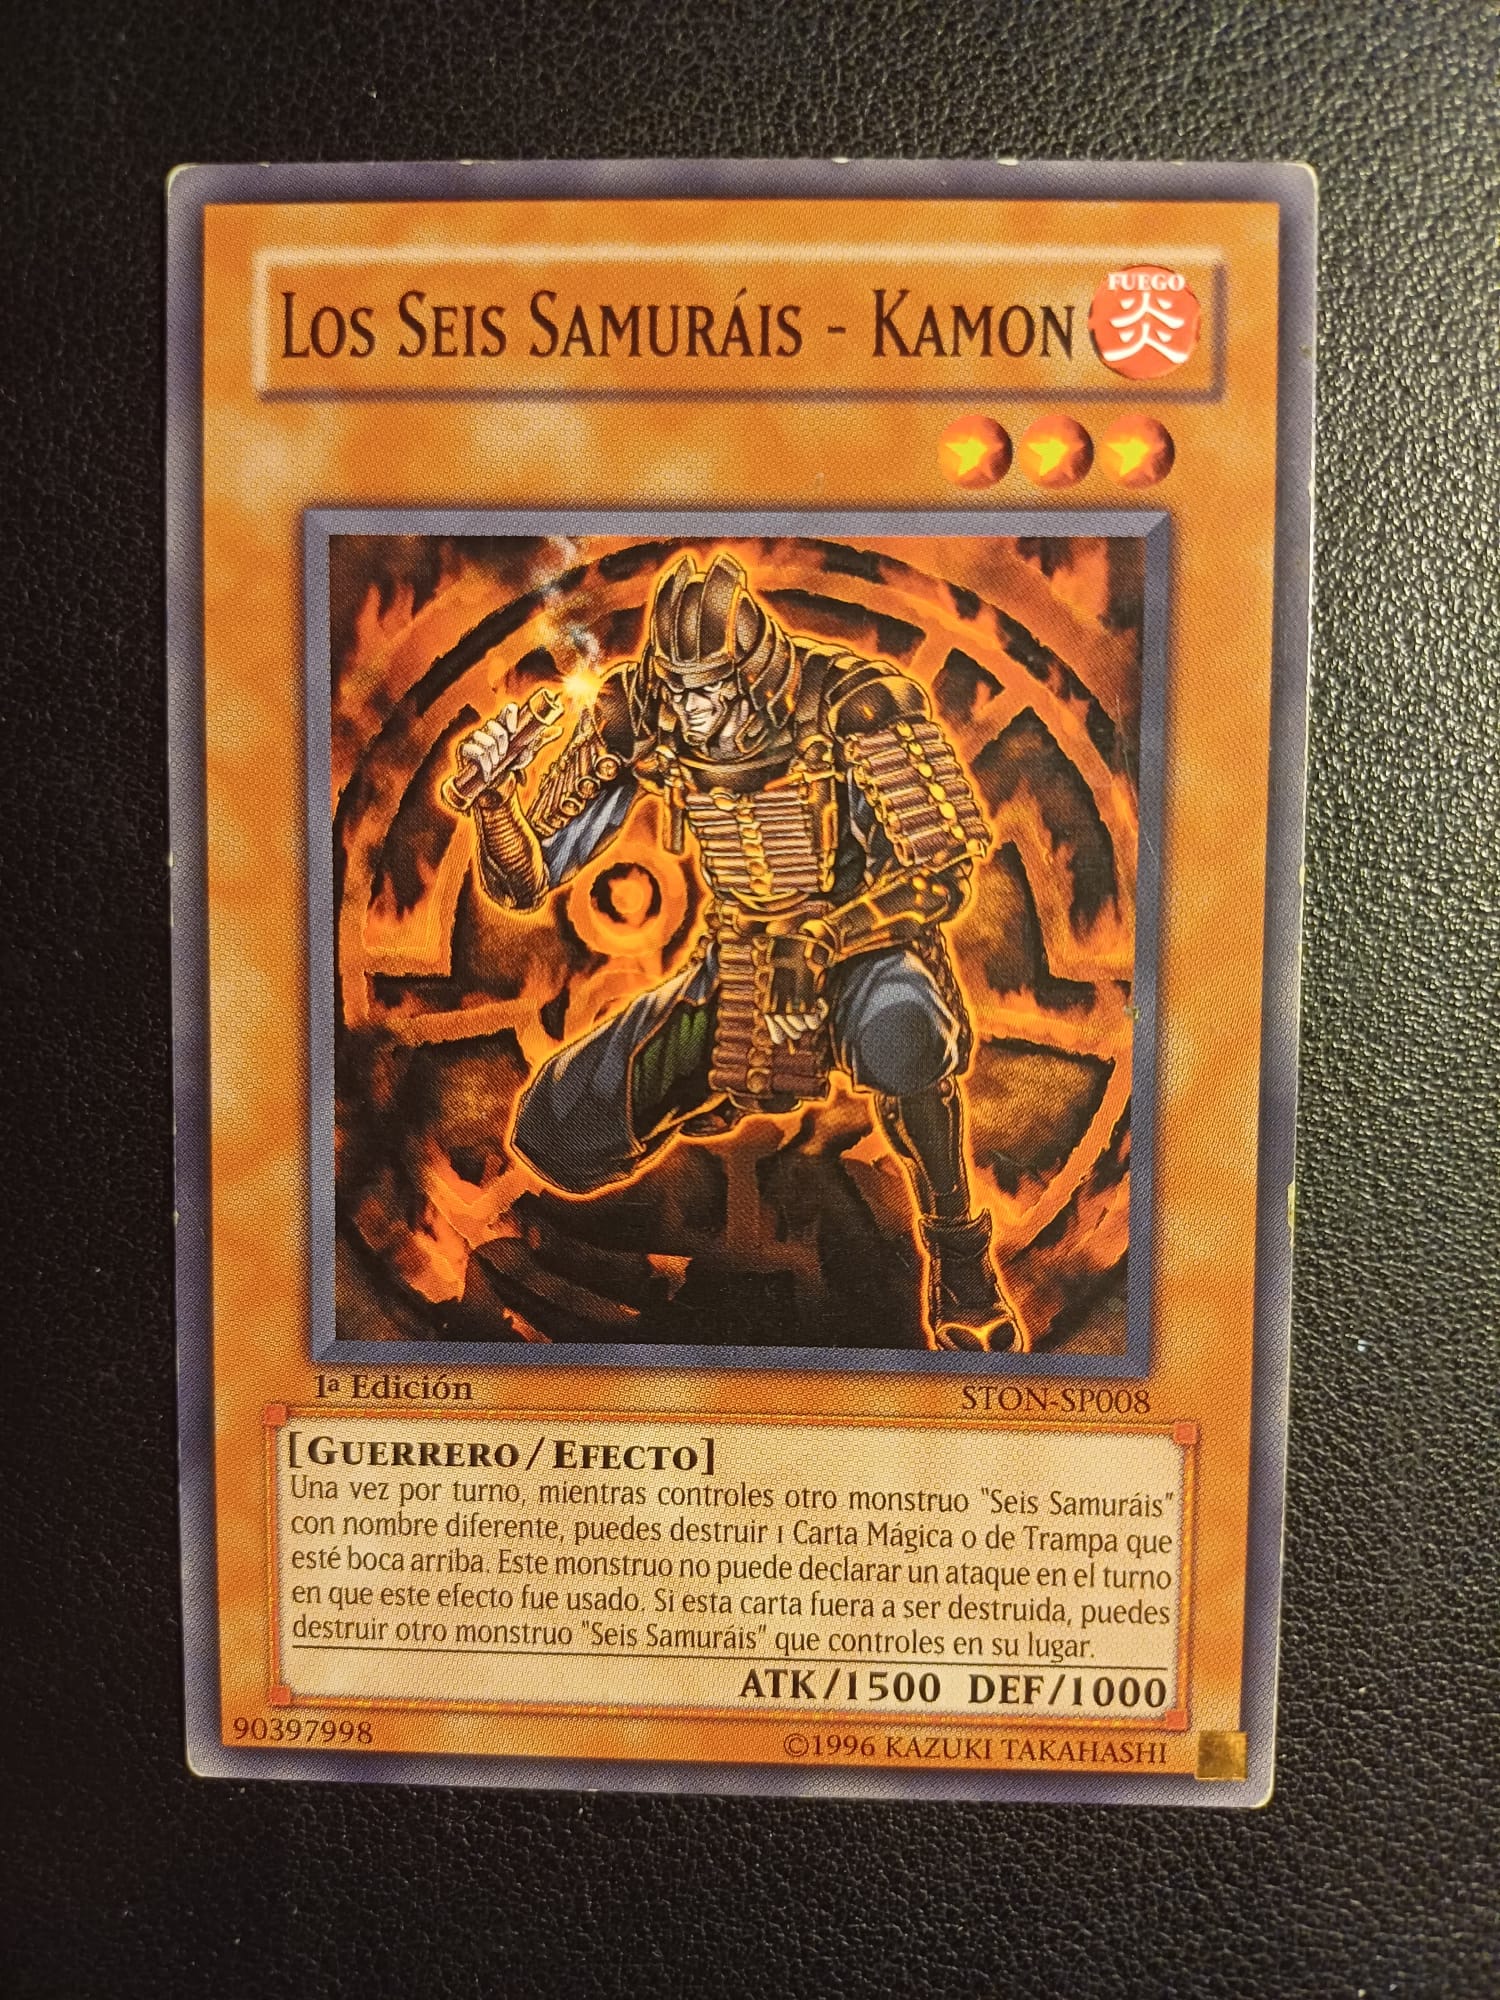 LOS SEIS SAMURÁIS - KAMON
FUEGO
炎
1ª Edición
STON-SP008
[GUERRERO/EFECTO]
Una vez por turno, mientras controles otro monstruo "Seis Samuráis"
con nombre diferente, puedes destruir 1 Carta Mágica o de Trampa que
esté boca arriba. Este monstruo no puede declarar un ataque en el turno
en que este efecto fue usado. Si esta carta fuera a ser destruida, puedes
destruir otro monstruo "Seis Samuráis" que controles en su lugar.
ATK/1500 DEF/1000
90397998
©1996 KAZUKI TAKAHASHI